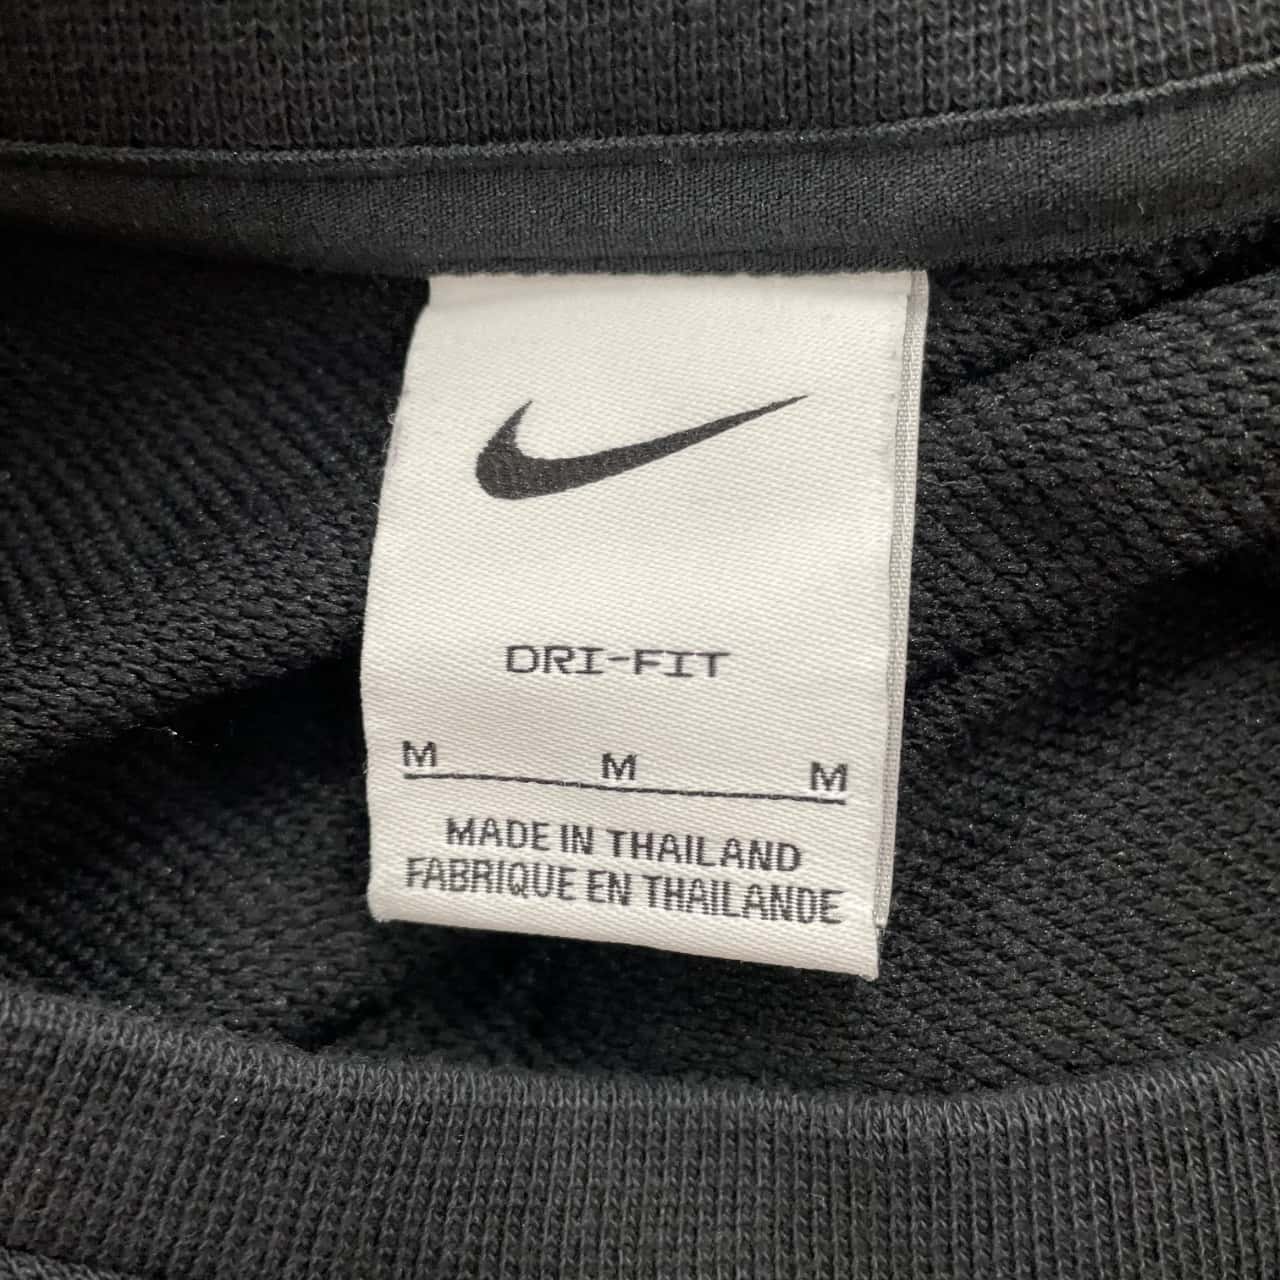 DRI-FIT
M M M
MADE IN THAILAND
FABRIQUE EN THAILANDE